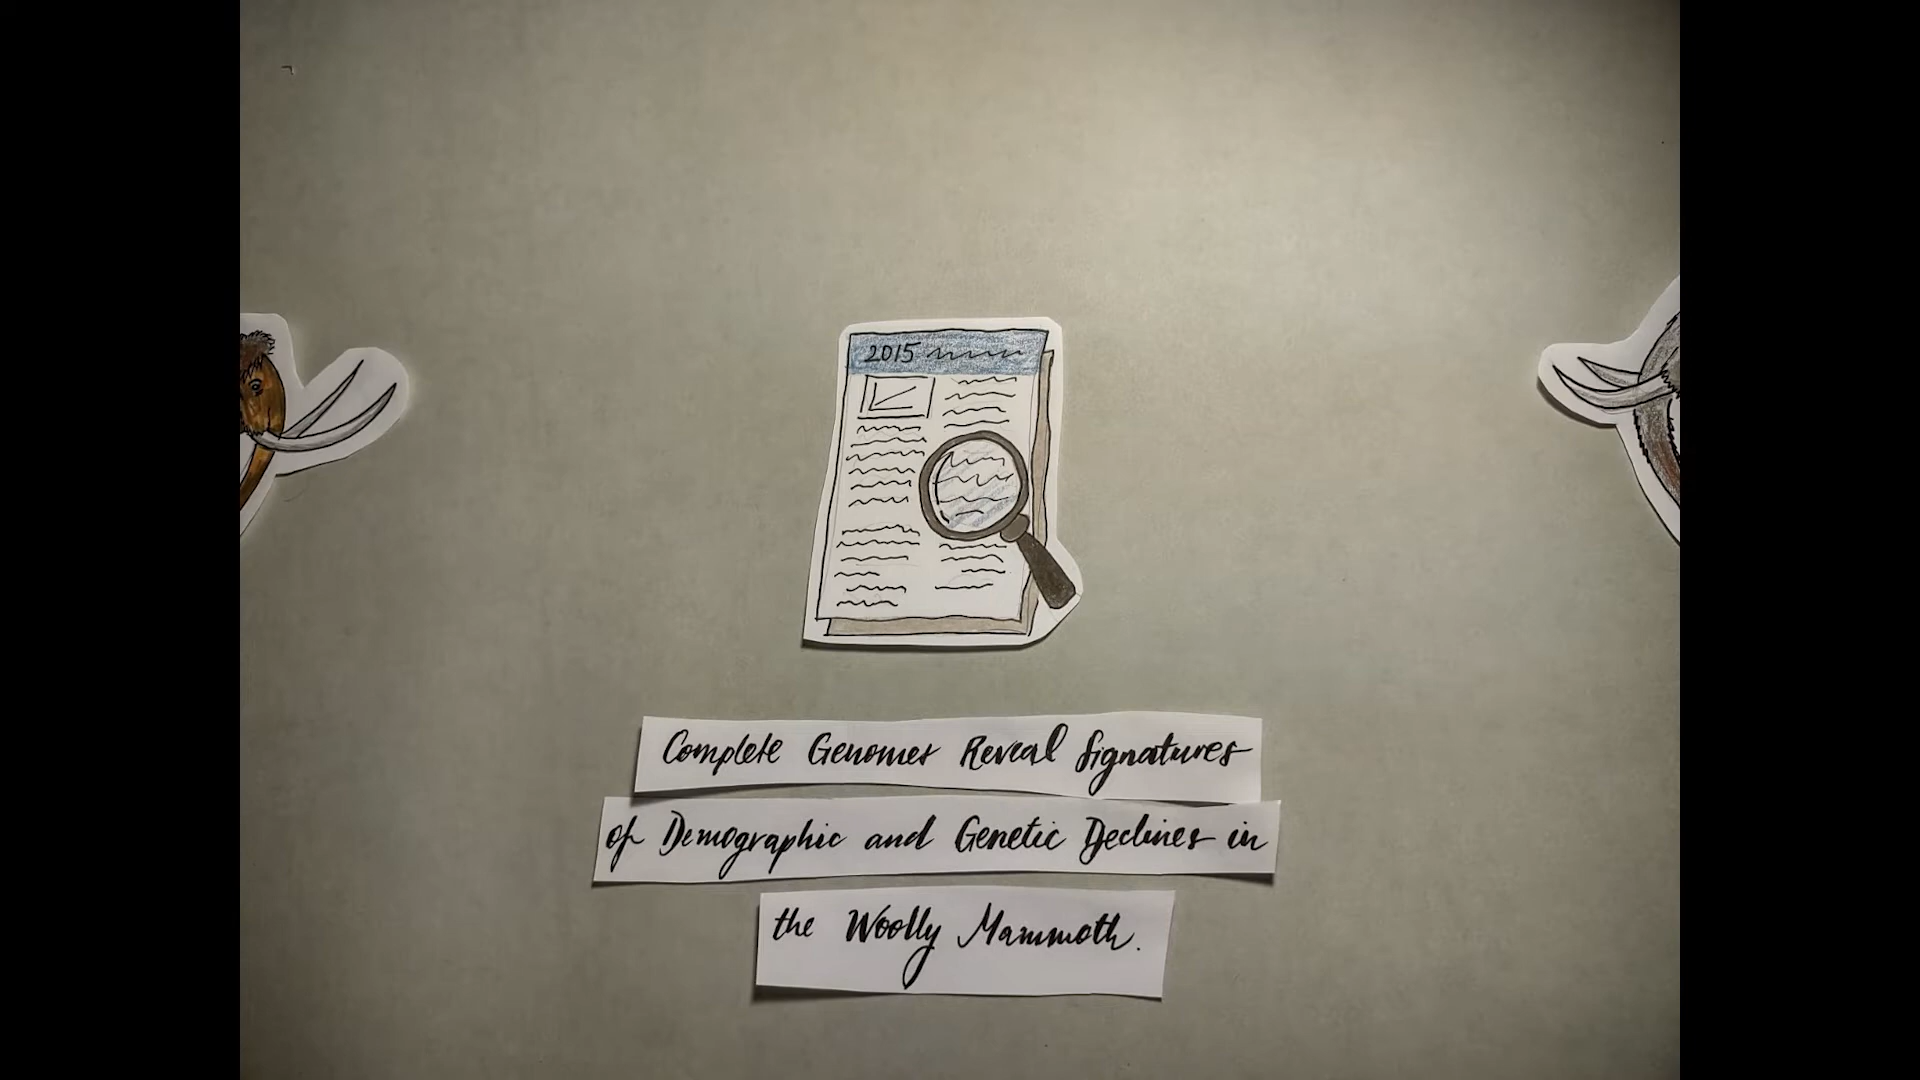 2015
Complete Genomes Reveal Signatures
of Demographic and Genetic Declines in
the Woolly Mammoth.